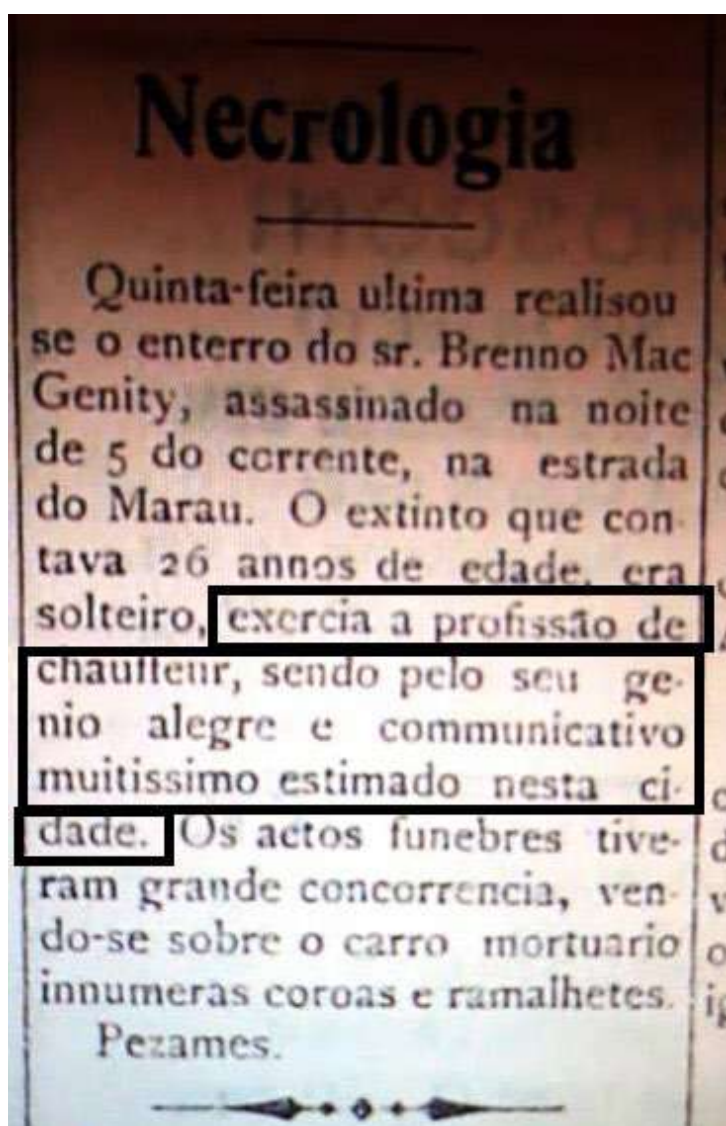 Necrologia
Quinta-feira ultima realisou
se o enterro do sr. Brenno Mac
Genity, assassinado na noite
de 5 do corrente, na estrada
do Marau. O extinto que con-
tava 26 annos de edade, era
solteiro, exercia a profissão de
chauffeur, sendo pelo seu ge-
nio alegre e communicativo
muitissimo estimado nesta ci-
dade. Os actos funebres tive-
ram grande concorrencia, ven-
do-se sobre o carro mortuario
innumeras coroas e ramalhetes.
Pezames.